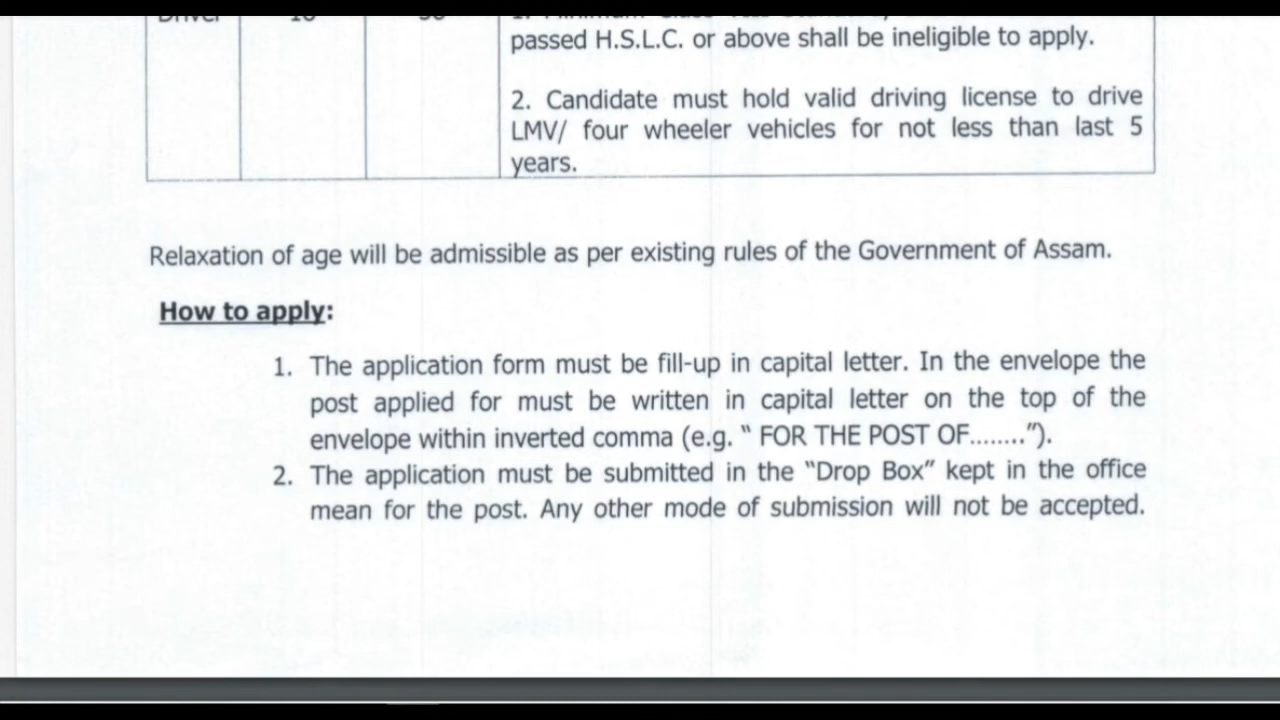 Driver
passed H.S.L.C. or above shall be ineligible to apply.
2. Candidate must hold valid driving license to drive
LMV/ four wheeler vehicles for not less than last 5
years.
Relaxation of age will be admissible as per existing rules of the Government of Assam.
How to apply:
1. The application form must be fill-up in capital letter. In the envelope the
post applied for must be written in capital letter on the top of the
envelope within inverted comma (e.g. " FOR THE POST OF........").
2. The application must be submitted in the "Drop Box" kept in the office
mean for the post. Any other mode of submission will not be accepted.